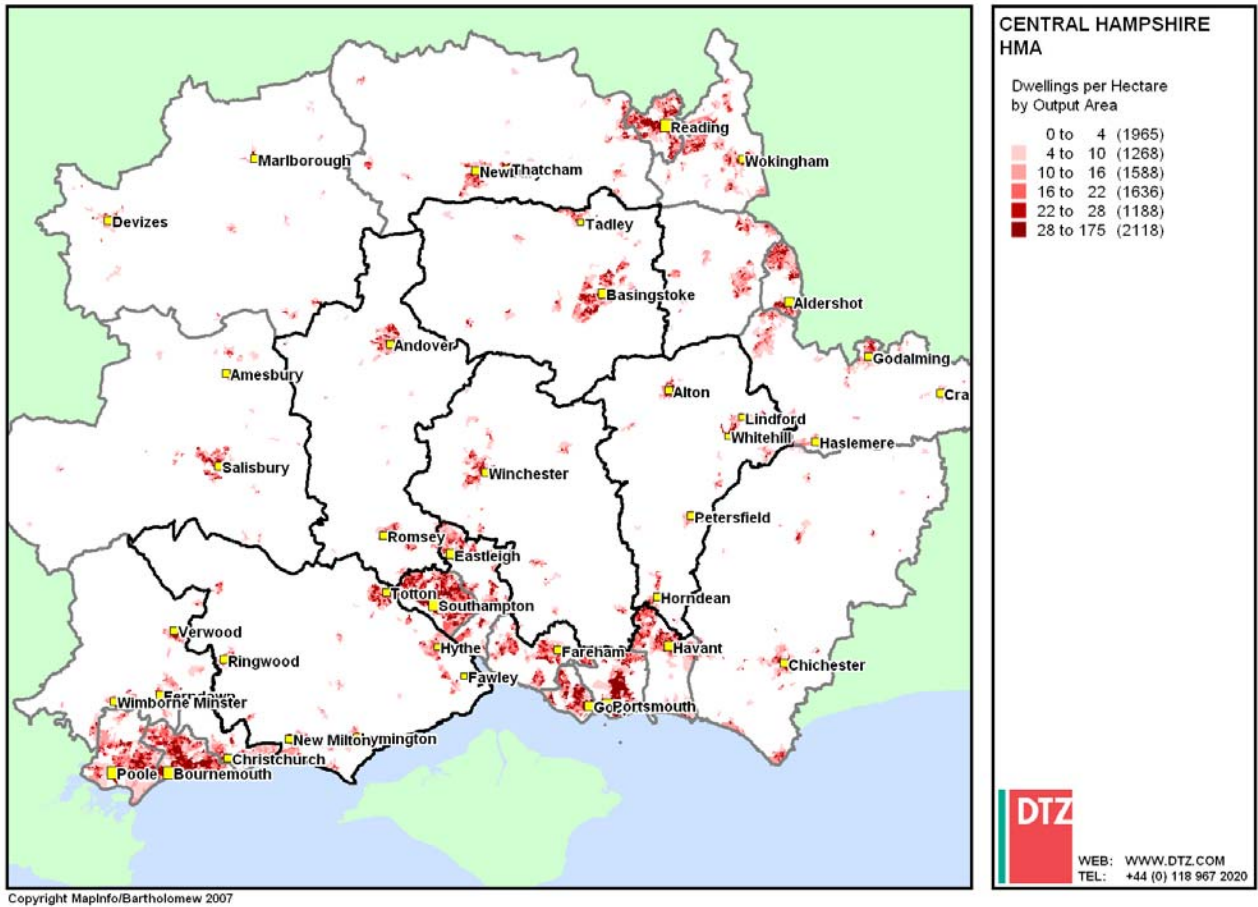 CENTRAL HAMPSHIRE
HMA
Dwellings per Hectare
by Output Area
0 to 4 (1965)
4 to 10 (1268)
10 to 16 (1588)
16 to 22 (1636)
22 to 28 (1188)
28 to 175 (2118)
Reading
Marlborough
Wokingham
Thatcham
Devizes
Tadley
Basingstoke
Aldershot
Andover
Godalming
Amesbury
Alton
Cra
Lindford
Whitehill
Haslemere
Salisbury
Winchester
Petersfield
Romsey
Eastleigh
Totton
Southampton
Horndean
Verwood
Hythe
Fareham
Havant
Ringwood
Chichester
Fawley
Wimborne Minster
Portsmouth
New Milton
Christchurch
Poole
Bournemouth
DTZ
WEB: WWW.DTZ.COM
TEL: +44 (0) 118 967 2020
Copyright MapInfo/Bartholomew 2007